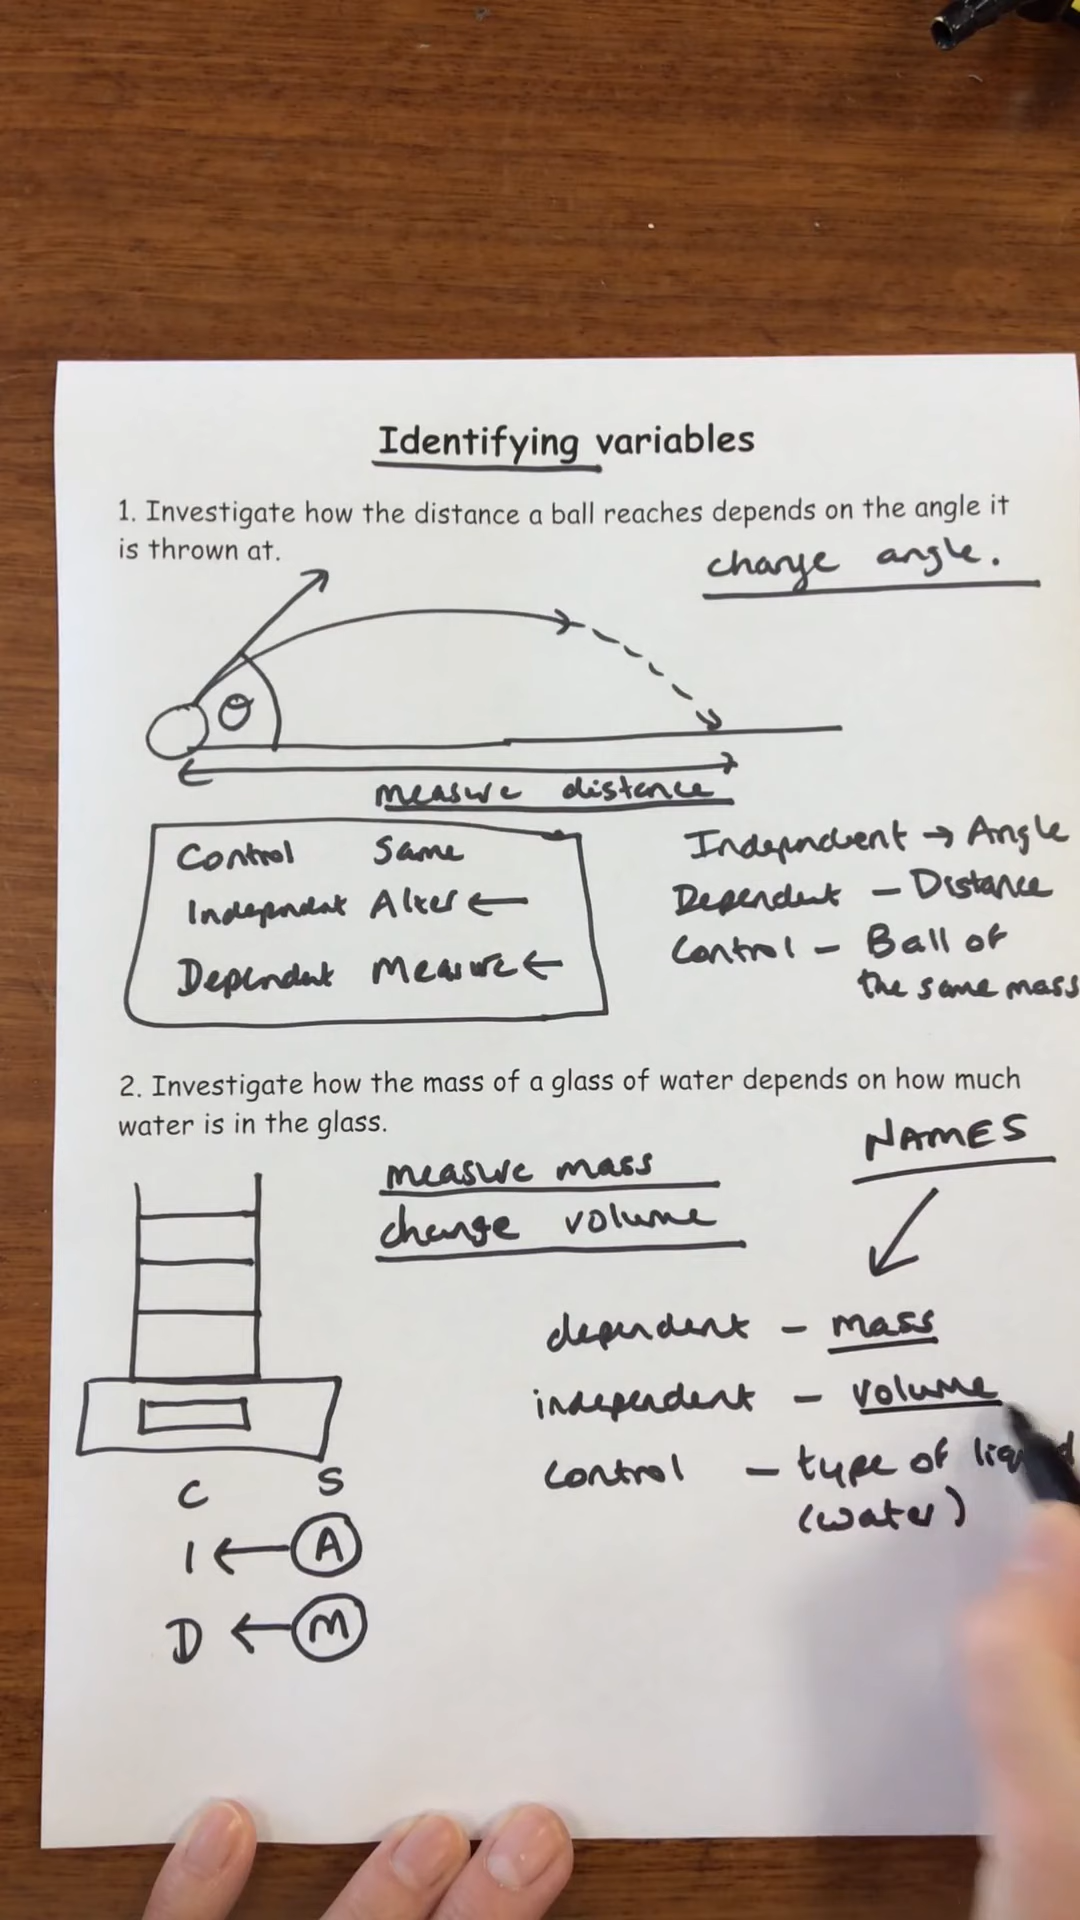 Identifying variables
1. Investigate how the distance a ball reaches depends on the angle it
is thrown at.
change angle.
θ
measure distance
Control Same
Independent Alter ←
Dependent Measure ←
Independent → Angle
Dependent – Distance
Control – Ball of
the same mass
2. Investigate how the mass of a glass of water depends on how much
water is in the glass.
NAMES
measure mass
change volume
dependent – mass
independent – volume
control – type of
(water)
C S
I ← A
D ← M